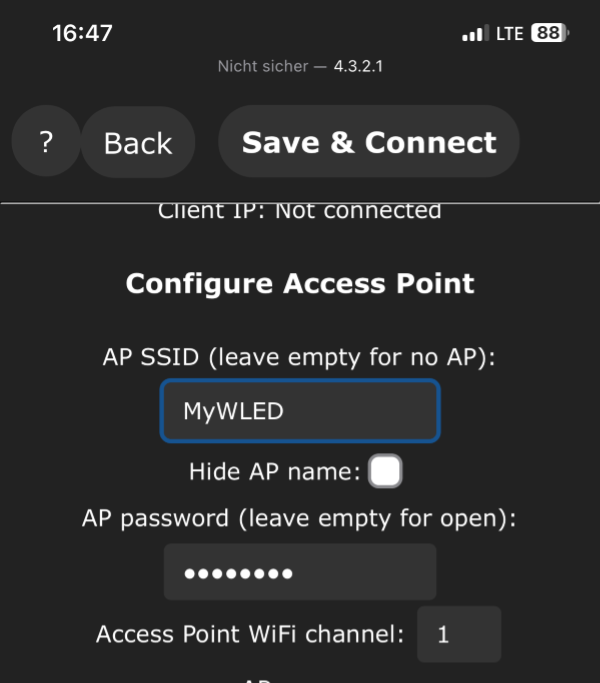 16:47
LTE 88
Nicht sicher — 4.3.2.1
? Back Save & Connect
Client IP: Not connected
Configure Access Point
AP SSID (leave empty for no AP):
MyWLED
Hide AP name:
AP password (leave empty for open):
••••••••
Access Point WiFi channel: 1